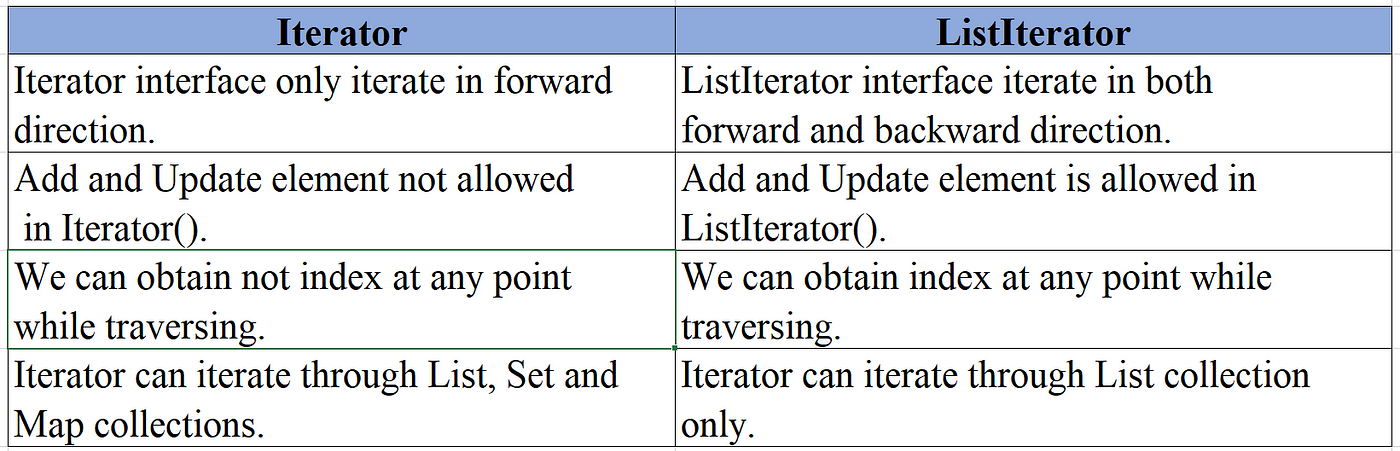 Iterator
ListIterator
Iterator interface only iterate in forward
direction.
ListIterator interface iterate in both
forward and backward direction.
Add and Update element not allowed
in Iterator().
Add and Update element is allowed in
ListIterator().
We can obtain not index at any point
while traversing.
We can obtain index at any point while
traversing.
Iterator can iterate through List, Set and
Map collections.
Iterator can iterate through List collection
only.